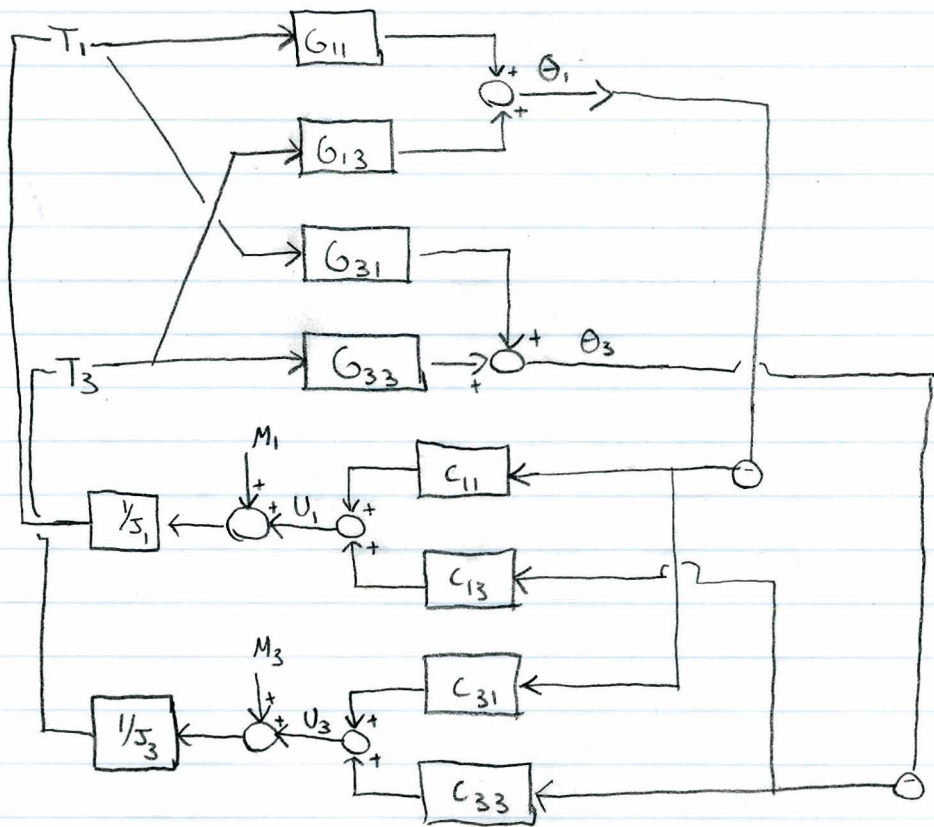 T₁
G₁₁
+
θ₁
+
G₁₃
G₃₁
+
θ₃
T₃
G₃₃
+
M₁
C₁₁
-
+
+
U₁
+
1/J₁
+
C₁₃
M₃
C₃₁
+
+
U₃
+
1/J₃
+
C₃₃
-